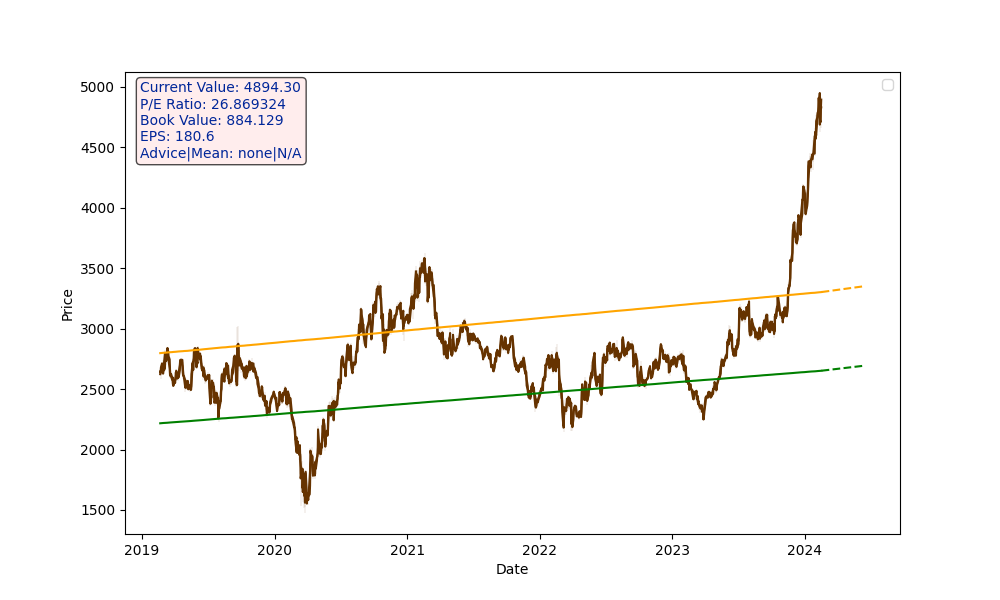 Current Value: 4894.30
P/E Ratio: 26.869324
Book Value: 884.129
EPS: 180.6
Advice|Mean: none|N/A
5000
4500
4000
3500
3000
2500
2000
1500
Price
2019 2020 2021 2022 2023 2024
Date